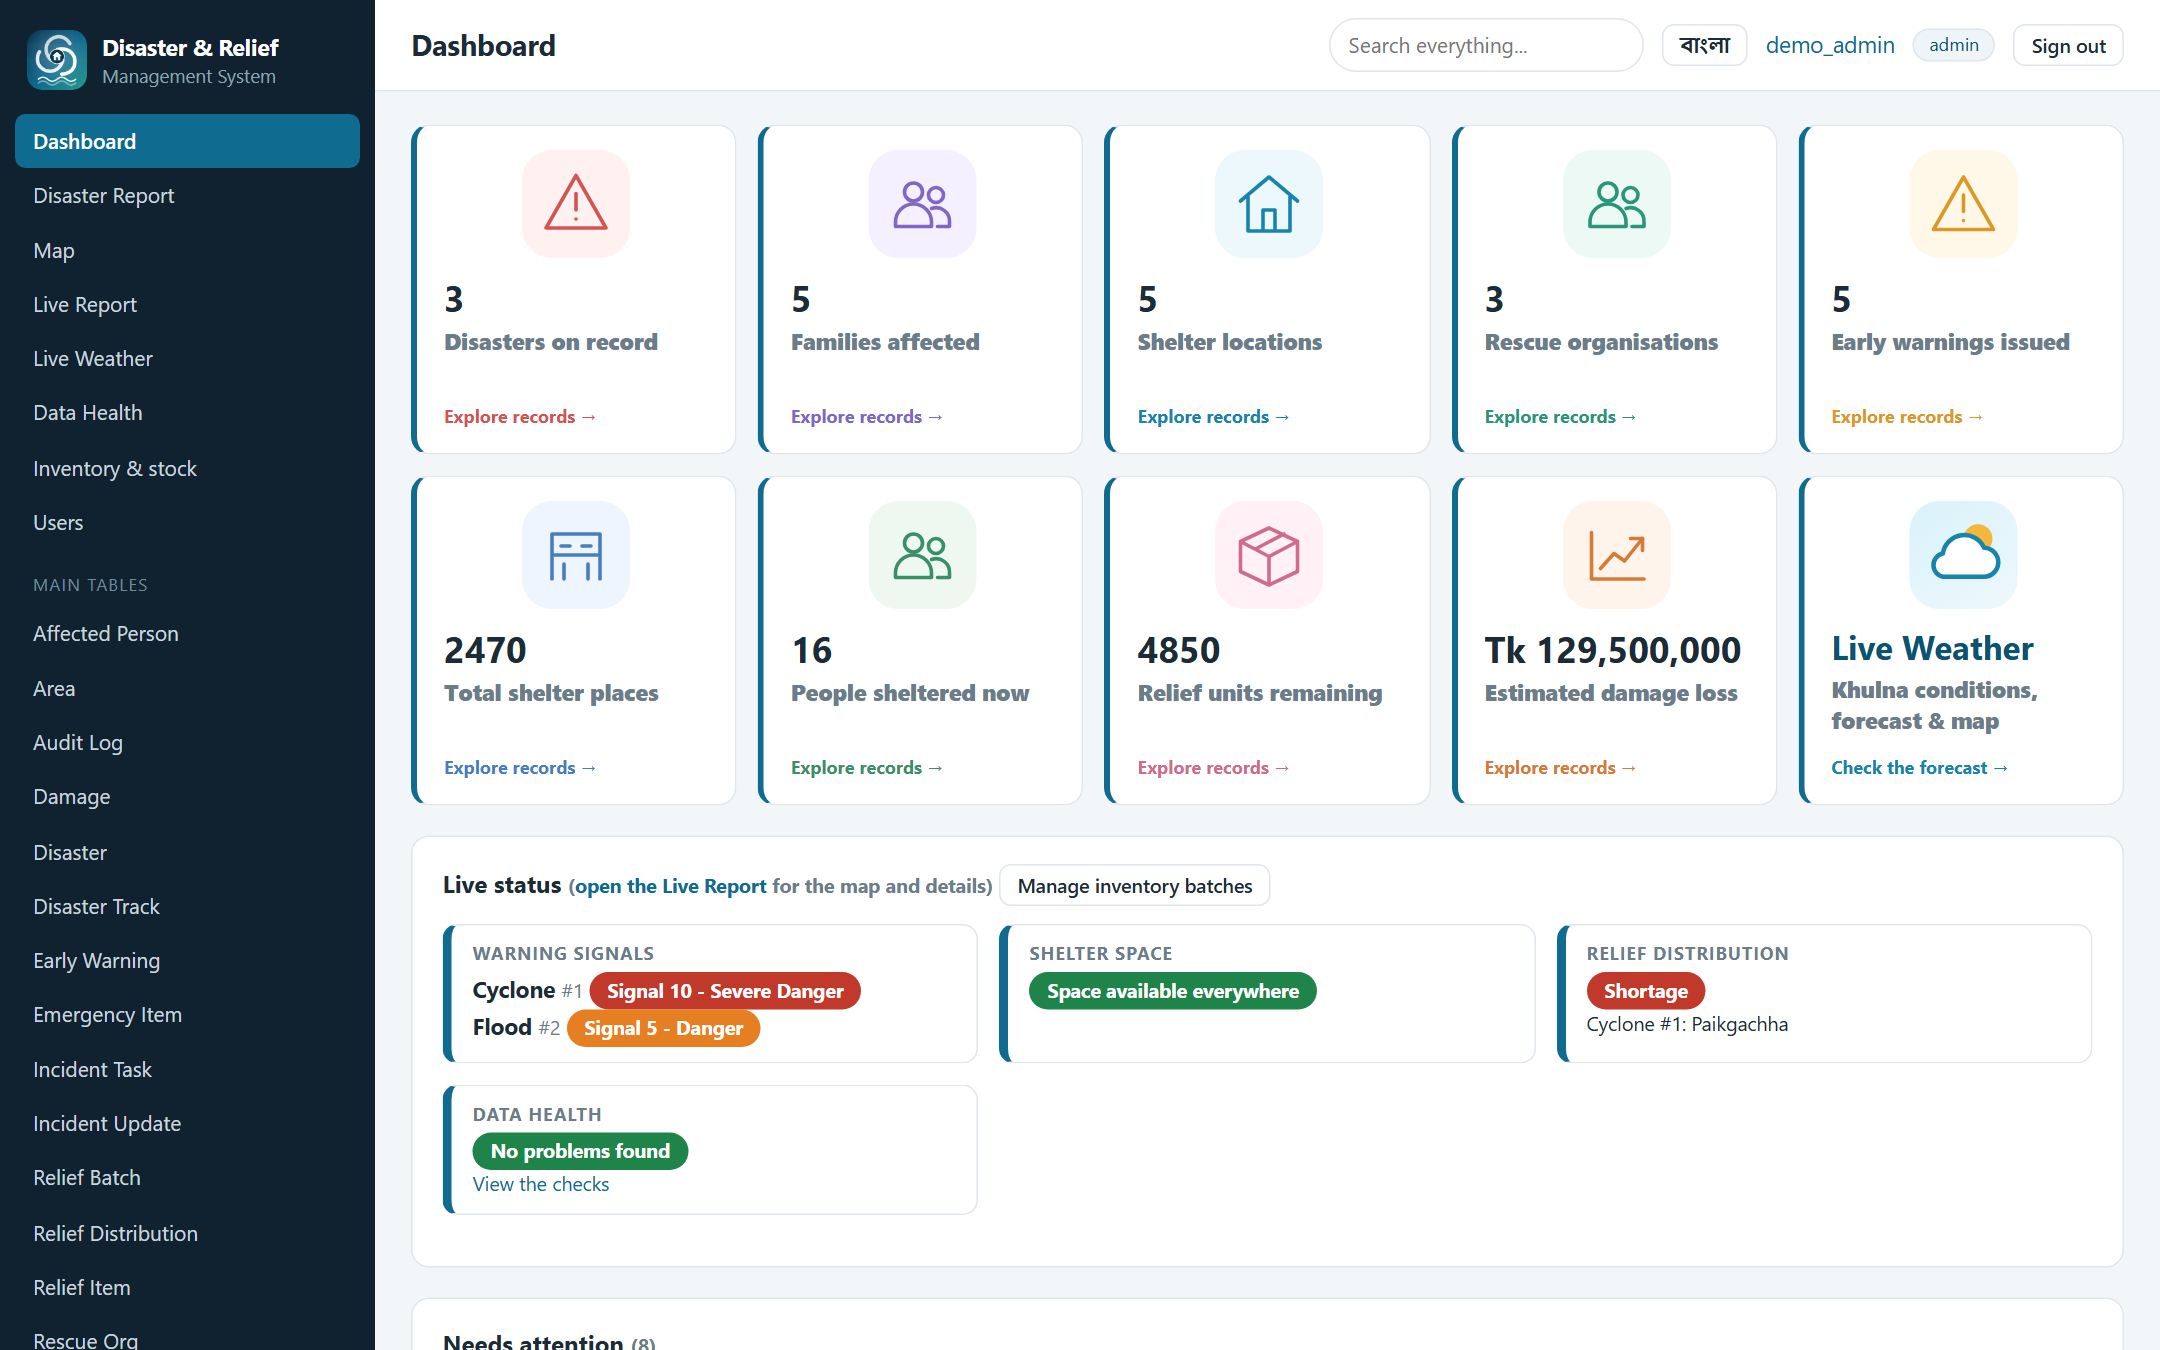 Disaster & Relief
Management System
Dashboard
Disaster Report
Map
Live Report
Live Weather
Data Health
Inventory & stock
Users
MAIN TABLES
Affected Person
Area
Audit Log
Damage
Disaster
Disaster Track
Early Warning
Emergency Item
Incident Task
Incident Update
Relief Batch
Relief Distribution
Relief Item
Rescue Org
Dashboard
Search everything...
বাংলা
demo_admin
admin
Sign out
3
Disasters on record
Explore records →
5
Families affected
Explore records →
5
Shelter locations
Explore records →
3
Rescue organisations
Explore records →
5
Early warnings issued
Explore records →
2470
Total shelter places
Explore records →
16
People sheltered now
Explore records →
4850
Relief units remaining
Explore records →
Tk 129,500,000
Estimated damage loss
Explore records →
Live Weather
Khulna conditions,
forecast & map
Check the forecast →
Live status (open the Live Report for the map and details) Manage inventory batches
WARNING SIGNALS
Cyclone #1 Signal 10 - Severe Danger
Flood #2 Signal 5 - Danger
SHELTER SPACE
Space available everywhere
RELIEF DISTRIBUTION
Shortage
Cyclone #1: Paikgachha
DATA HEALTH
No problems found
View the checks
Needs attention (8)